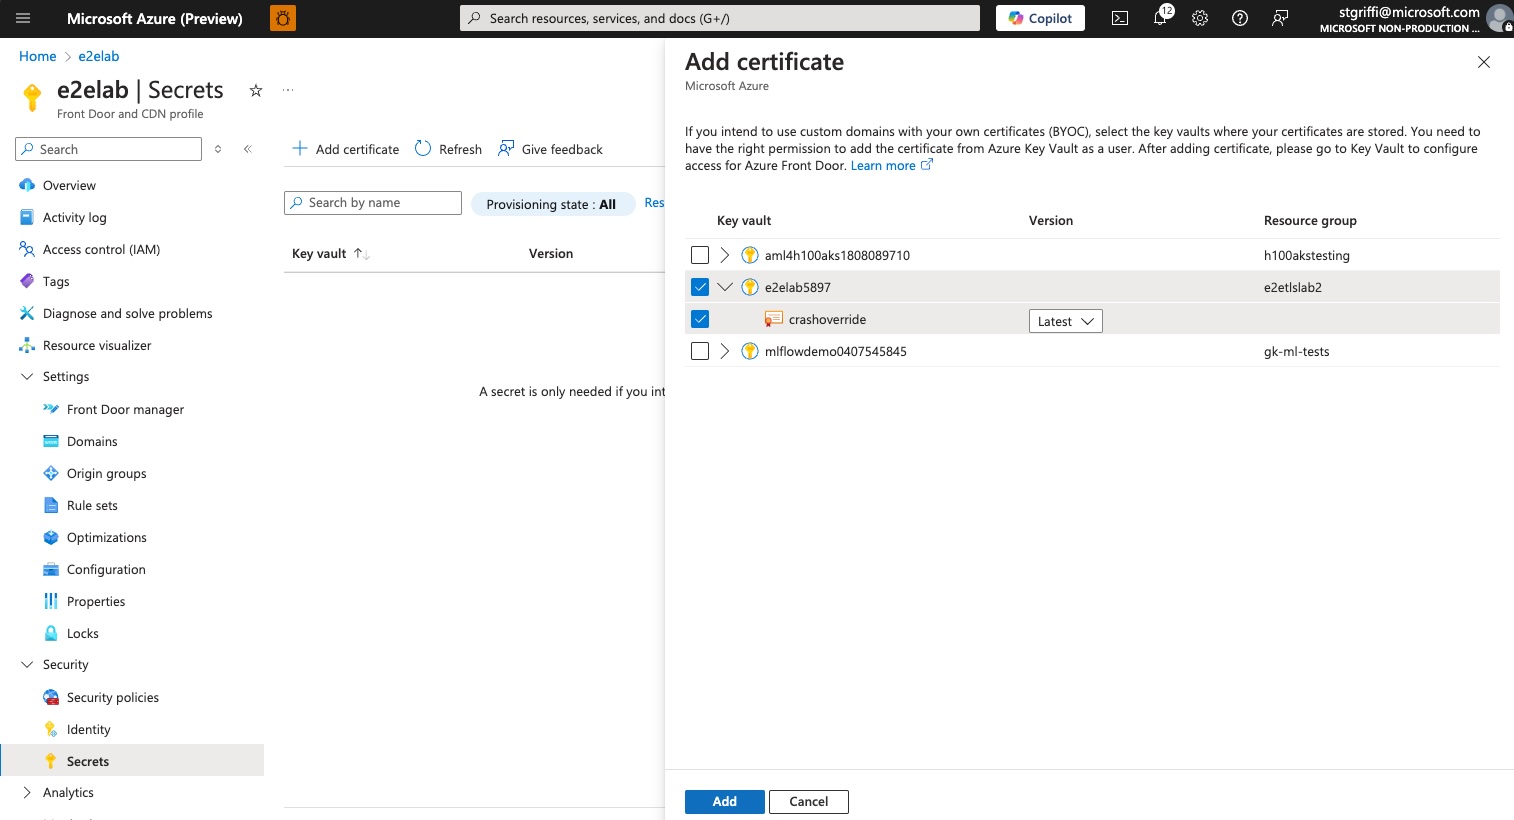 Microsoft Azure (Preview)
Search resources, services, and docs (G+/)
Copilot
12
stgriffi@microsoft.com
MICROSOFT NON-PRODUCTION ...
Home > e2elab
e2elab | Secrets
...
Front Door and CDN profile
Search
Overview
Activity log
Access control (IAM)
Tags
Diagnose and solve problems
Resource visualizer
Settings
Front Door manager
Domains
Origin groups
Rule sets
Optimizations
Configuration
Properties
Locks
Security
Security policies
Identity
Secrets
Analytics
Add certificate
Refresh
Give feedback
Search by name
Provisioning state : All
Res
Key vault
Version
A secret is only needed if you int
Add certificate
Microsoft Azure
If you intend to use custom domains with your own certificates (BYOC), select the key vaults where your certificates are stored. You need to
have the right permission to add the certificate from Azure Key Vault as a user. After adding certificate, please go to Key Vault to configure
access for Azure Front Door. Learn more
Key vault Version Resource group
aml4h100aks1808089710 h100akstesting
e2elab5897 e2etlslab2
crashoverride Latest
mlflowdemo0407545845 gk-ml-tests
Add Cancel